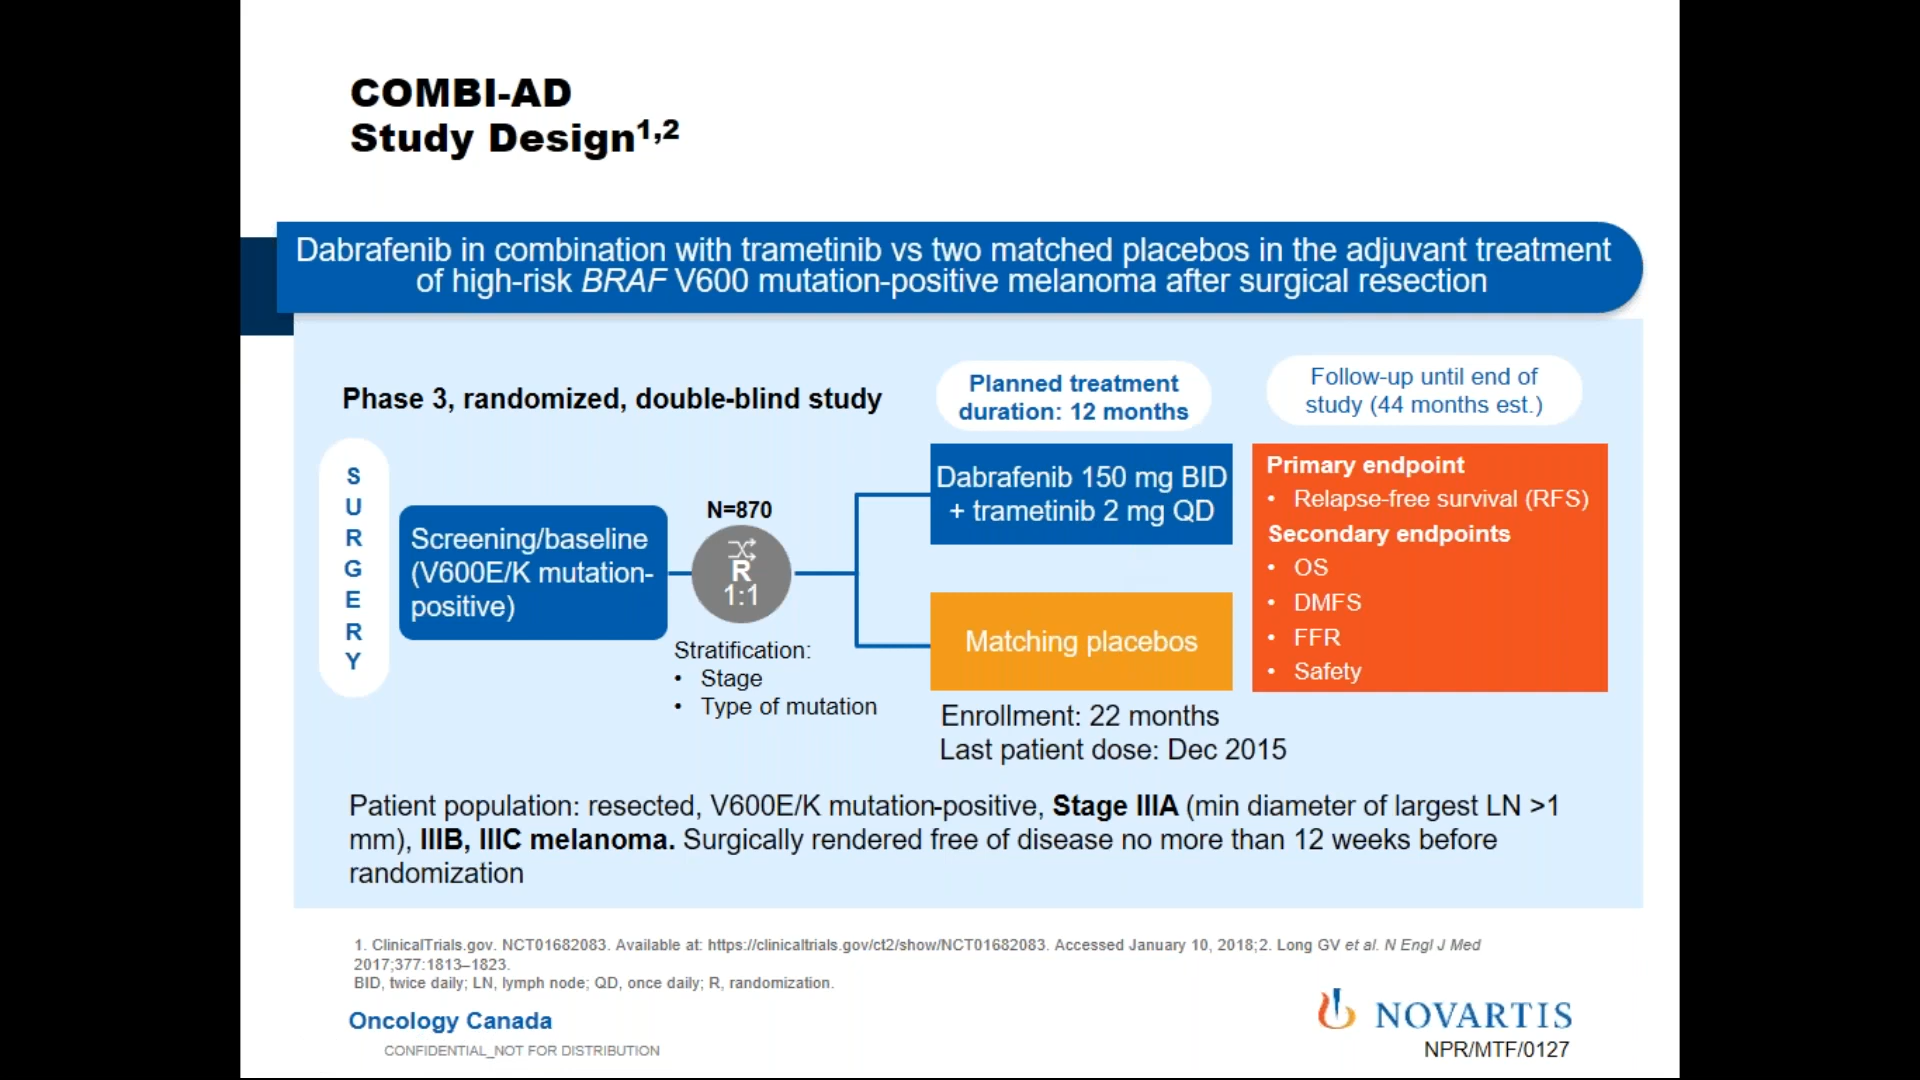 COMBI-AD
Study Design1,2
Dabrafenib in combination with trametinib vs two matched placebos in the adjuvant treatment
of high-risk BRAF V600 mutation-positive melanoma after surgical resection
Phase 3, randomized, double-blind study
Planned treatment
duration: 12 months
Follow-up until end of
study (44 months est.)
S
U
R
G
E
R
Y
Screening/baseline
(V600E/K mutation-
positive)
N=870
R
1:1
Stratification:
• Stage
• Type of mutation
Dabrafenib 150 mg BID
+ trametinib 2 mg QD
Matching placebos
Enrollment: 22 months
Last patient dose: Dec 2015
Primary endpoint
• Relapse-free survival (RFS)
Secondary endpoints
• OS
• DMFS
• FFR
• Safety
Patient population: resected, V600E/K mutation-positive, Stage IIIA (min diameter of largest LN >1
mm), IIIB, IIIC melanoma. Surgically rendered free of disease no more than 12 weeks before
randomization
1. ClinicalTrials.gov. NCT01682083. Available at: https://clinicaltrials.gov/ct2/show/NCT01682083. Accessed January 10, 2018;2. Long GV et al. N Engl J Med
2017;377:1813–1823.
BID, twice daily; LN, lymph node; QD, once daily; R, randomization.
Oncology Canada
CONFIDENTIAL_NOT FOR DISTRIBUTION
NOVARTIS
NPR/MTF/0127